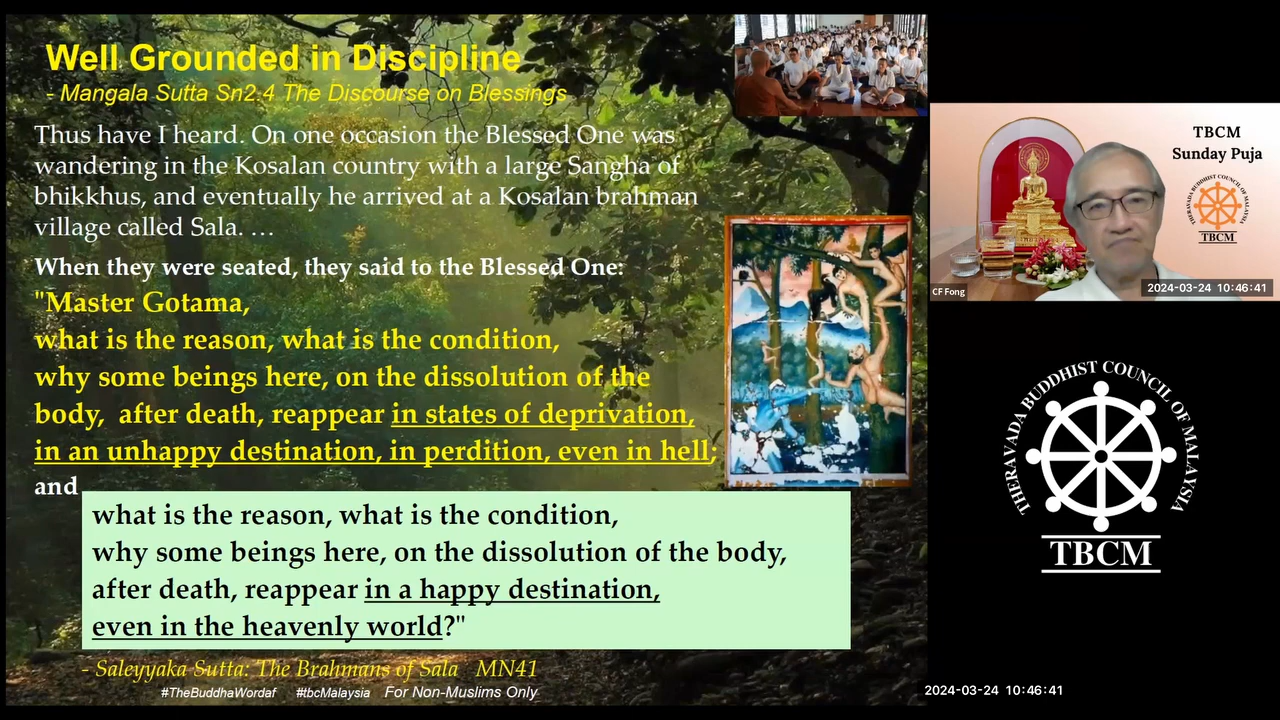 Well Grounded in Discipline
- Mangala Sutta Sn2:4 The Discourse on Blessings
Thus have I heard. On one occasion the Blessed One was
wandering in the Kosalan country with a large Sangha of
bhikkhus, and eventually he arrived at a Kosalan brahman
village called Sala. …
When they were seated, they said to the Blessed One:
"Master Gotama,
what is the reason, what is the condition,
why some beings here, on the dissolution of the
body, after death, reappear in states of deprivation,
in an unhappy destination, in perdition, even in hell;
and
what is the reason, what is the condition,
why some beings here, on the dissolution of the body,
after death, reappear in a happy destination,
even in the heavenly world?"
- Saleyyaka Sutta: The Brahmans of Sala MN41
#TheBuddhaWordaf #tbcMalaysia For Non-Muslims Only
TBCM
Sunday Puja
THERAVADA BUDDHIST COUNCIL OF MALAYSIA
TBCM
CF Fong
2024-03-24 10:46:41
THERAVADA BUDDHIST COUNCIL OF MALAYSIA
TBCM
2024-03-24 10:46:41